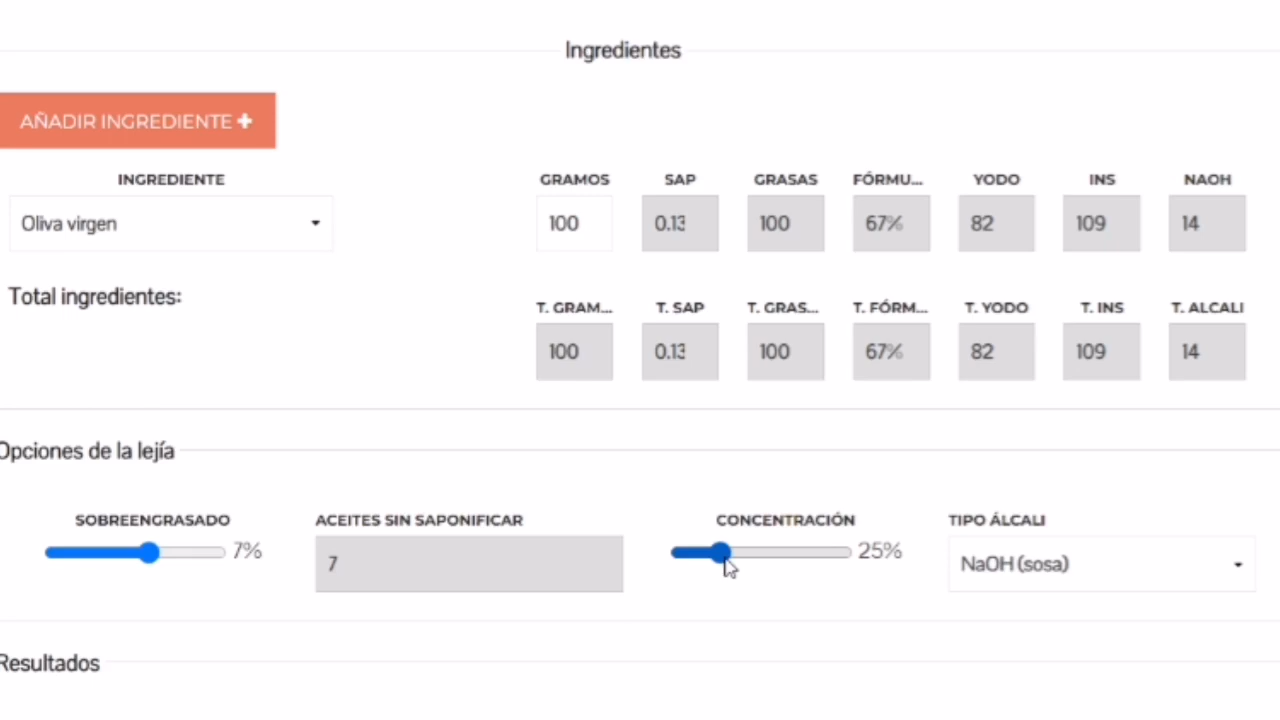 Ingredientes
AÑADIR INGREDIENTE +
INGREDIENTE GRAMOS SAP GRASAS FÓRMU... YODO INS NAOH
Oliva virgen 100 0.13 100 67% 82 109 14
Total ingredientes:
T. GRAM... T. SAP T. GRAS... T. FÓRM... T. YODO T. INS T. ALCALI
100 0.13 100 67% 82 109 14
Opciones de la lejía
SOBREENGRASADO ACEITES SIN SAPONIFICAR CONCENTRACIÓN TIPO ÁLCALI
7% 7 25% NaOH (sosa)
Resultados